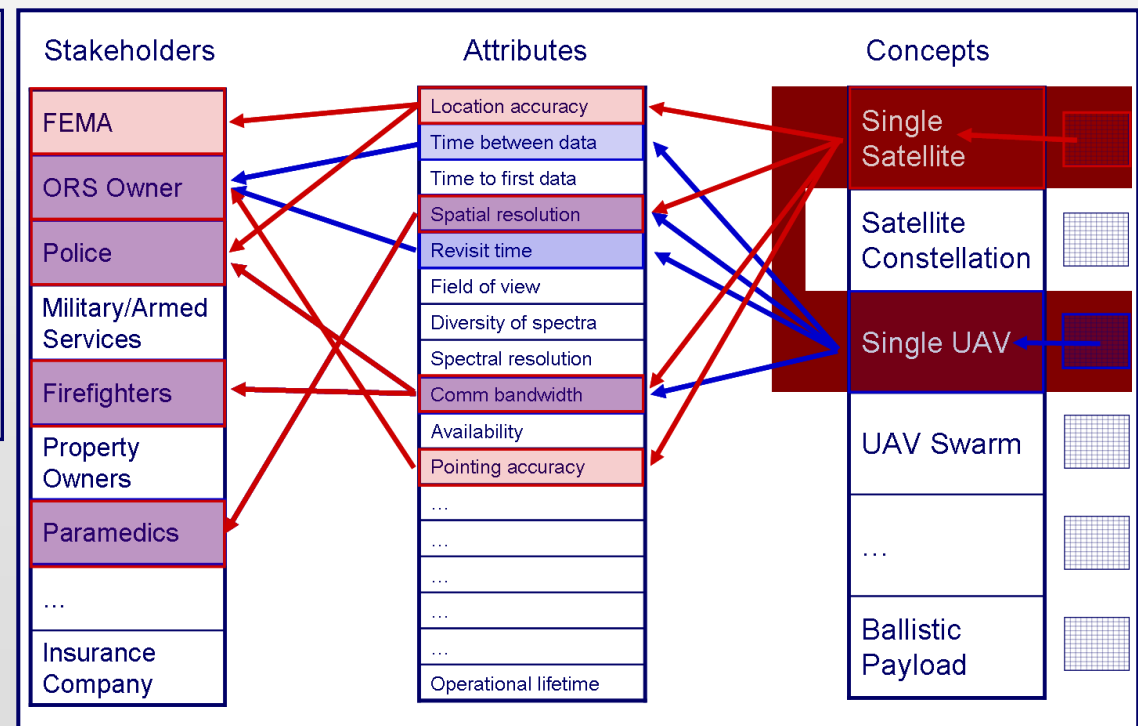 Stakeholders
Attributes
Concepts
FEMA
ORS Owner
Police
Military/Armed
Services
Firefighters
Property
Owners
Paramedics
...
Insurance
Company
Location accuracy
Time between data
Time to first data
Spatial resolution
Revisit time
Field of view
Diversity of spectra
Spectral resolution
Comm bandwidth
Availability
Pointing accuracy
...
...
...
...
...
Operational lifetime
Single
Satellite
Satellite
Constellation
Single UAV
UAV Swarm
...
Ballistic
Payload